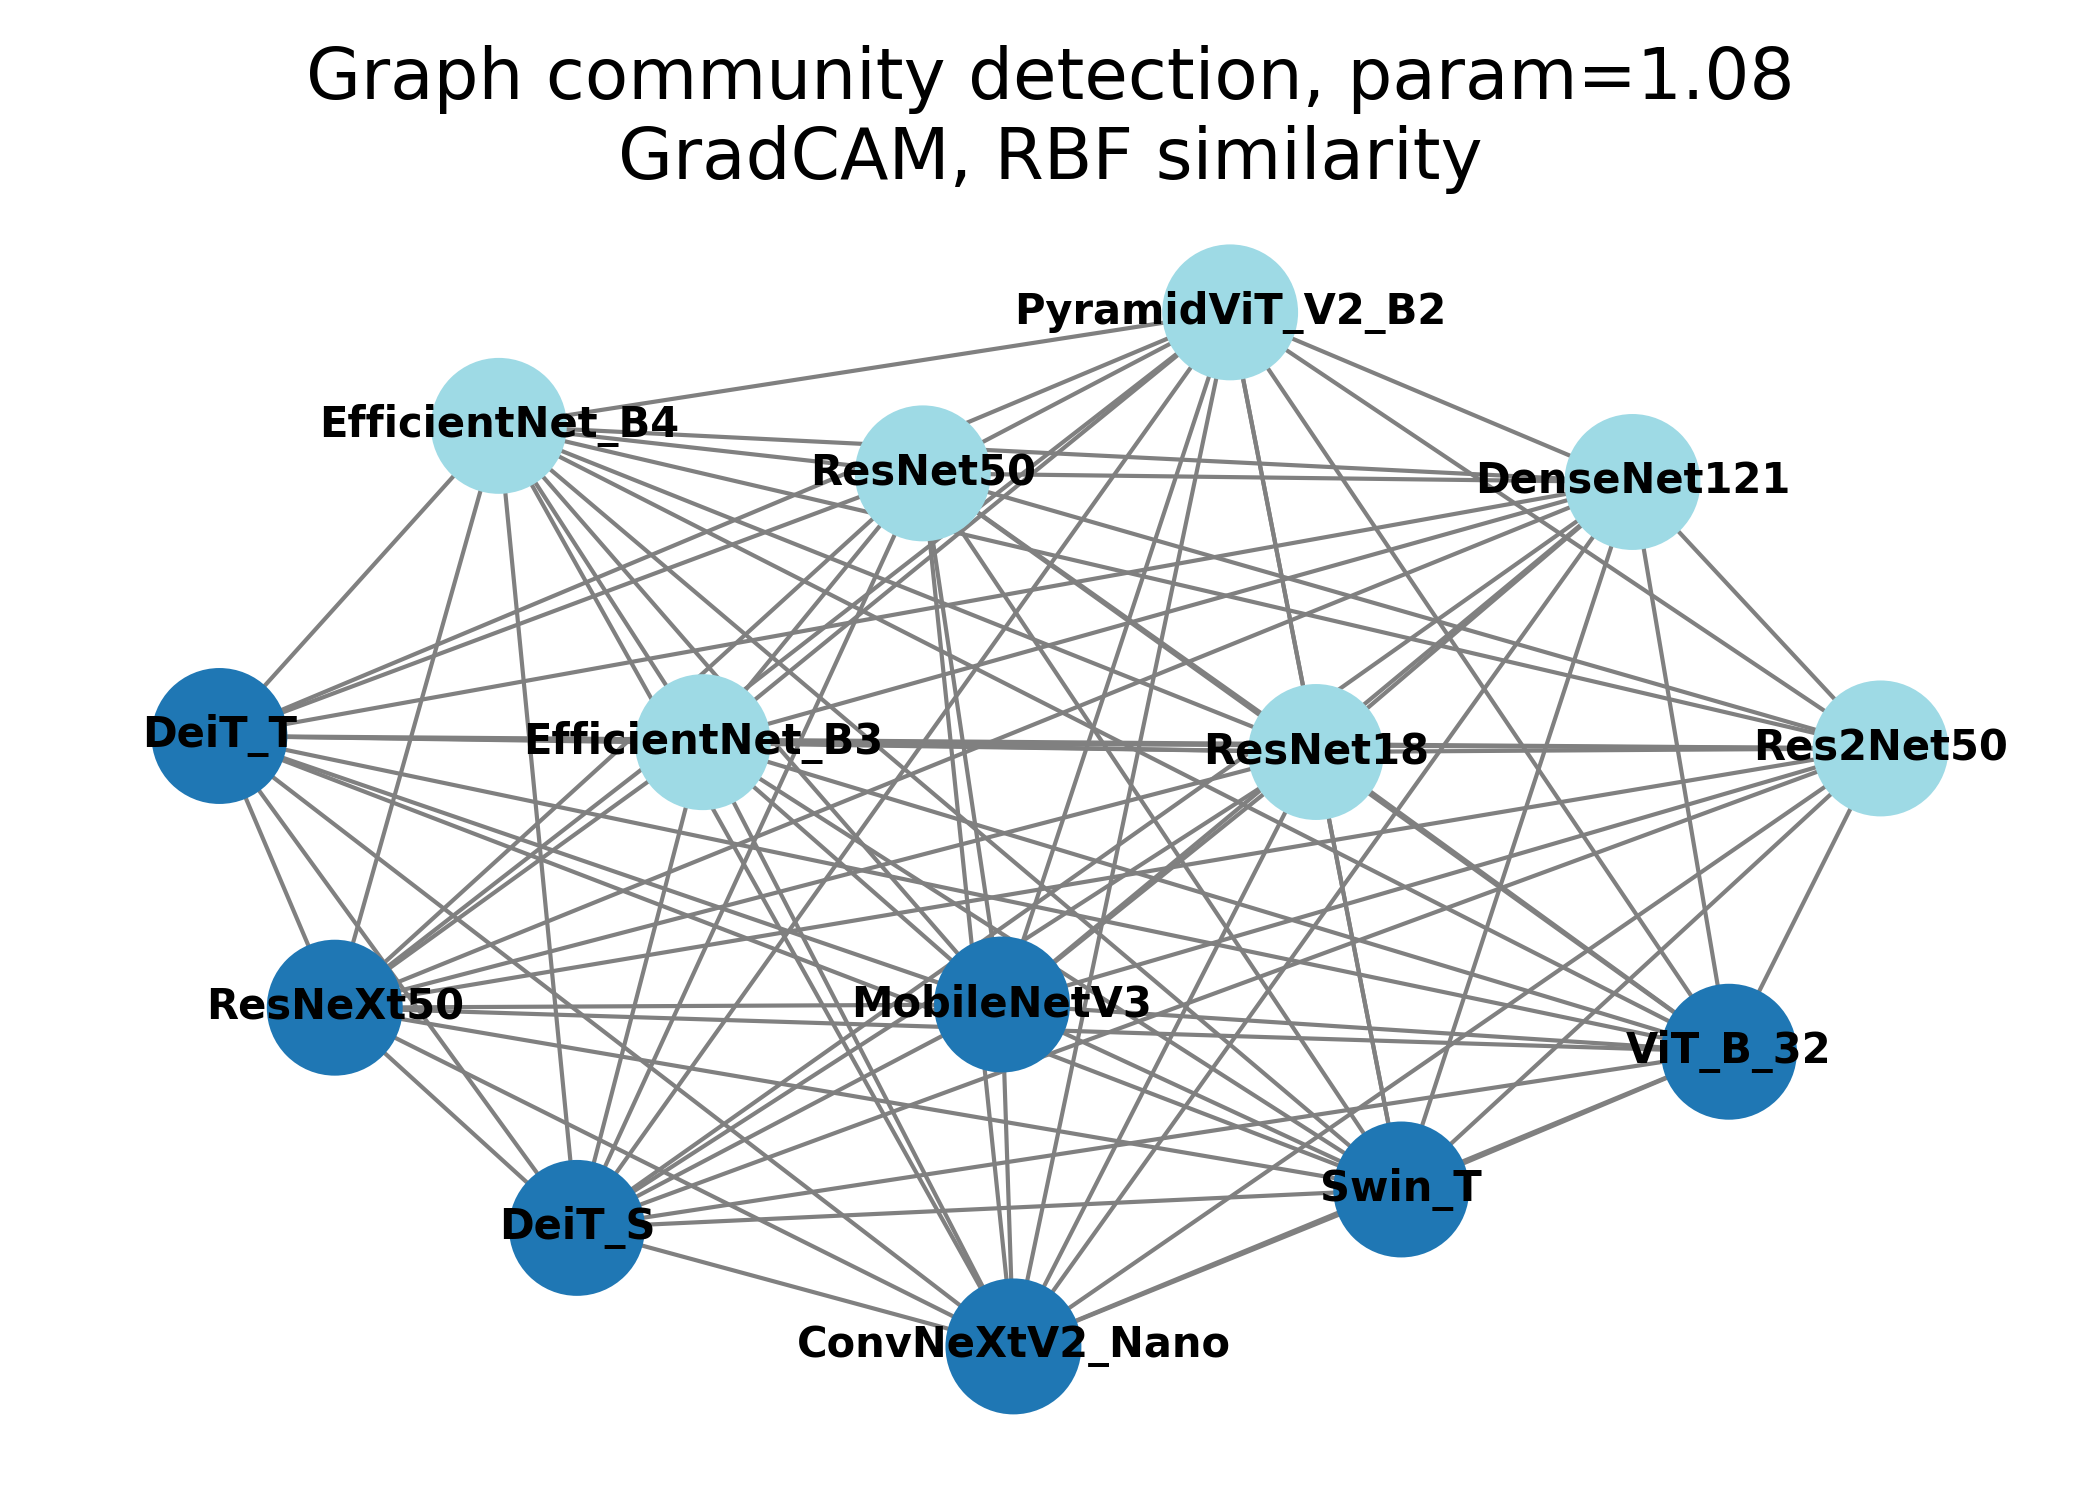 Graph community detection, param=1.08
GradCAM, RBF similarity
PyramidViT_V2_B2
EfficientNet_B4
ResNet50
DenseNet121
DeiT_T
EfficientNet_B3
ResNet18
Res2Net50
ResNeXt50
MobileNetV3
ViT_B_32
Swin_T
DeiT_S
ConvNeXtV2_Nano